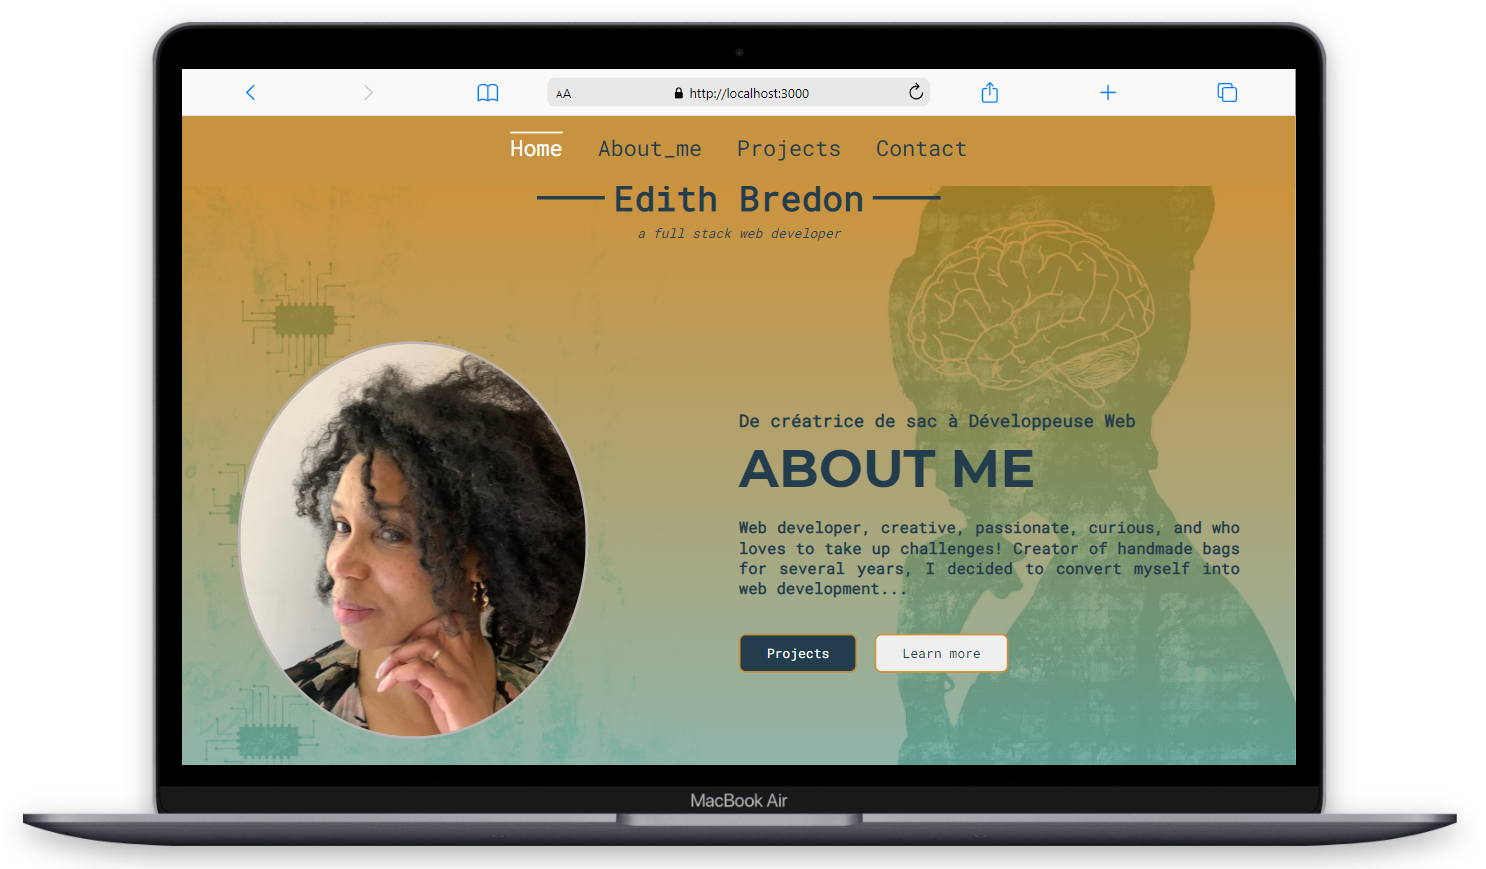 AA http://localhost:3000
Home About_me Projects Contact
Edith Bredon
a full stack web developer
De créatrice de sac à Développeuse Web
ABOUT ME
Web developer, creative, passionate, curious, and who
loves to take up challenges! Creator of handmade bags
for several years, I decided to convert myself into
web development...
Projects Learn more
MacBook Air